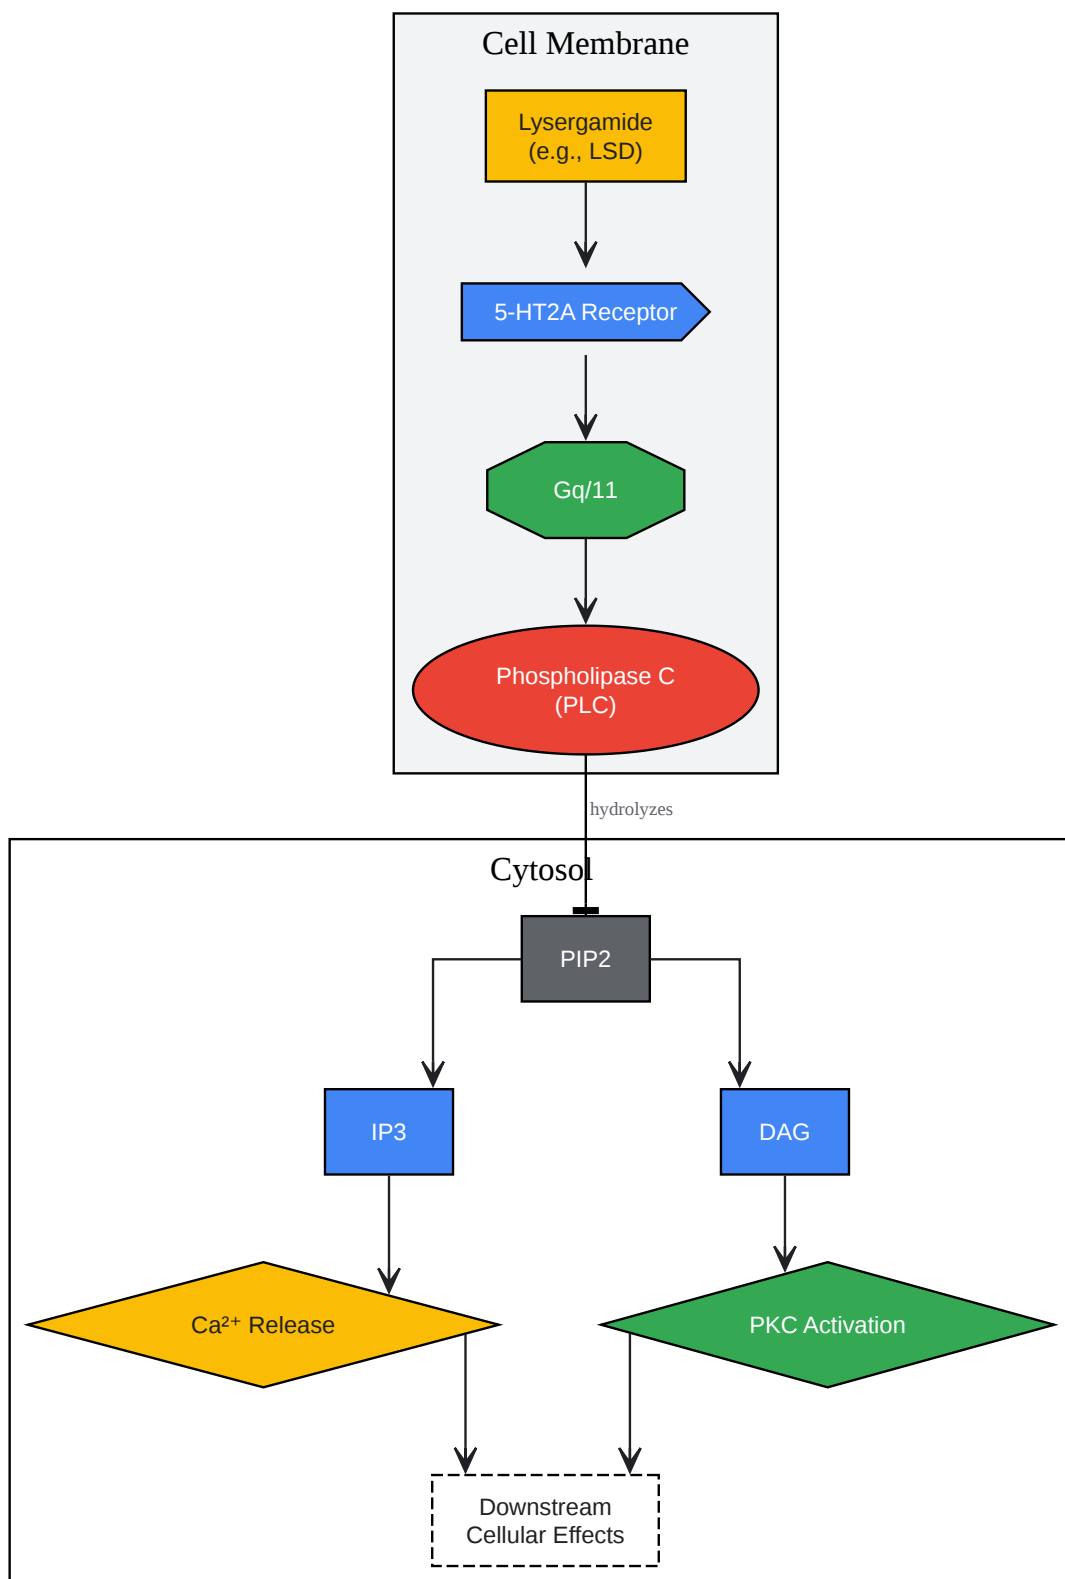 Cell Membrane
Lysergamide
(e.g., LSD)
5-HT2A Receptor
Gq/11
Phospholipase C
(PLC)
hydrolyzes
Cytosol
PIP2
IP3
DAG
Ca²⁺ Release
PKC Activation
Downstream
Cellular Effects